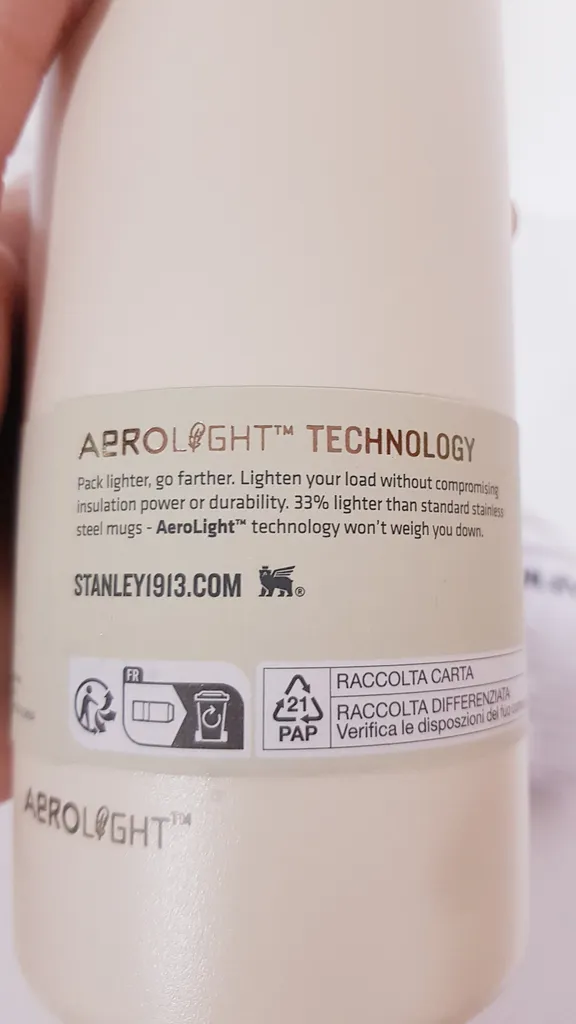 AEROLIGHT™ TECHNOLOGY
Pack lighter, go farther. Lighten your load without compromising
insulation power or durability. 33% lighter than standard stainless
steel mugs - AeroLight™ technology won't weigh you down.
STANLEY1913.COM ®
FR
21
PAP
RACCOLTA CARTA
RACCOLTA DIFFERENZIATA
Verifica le disposzioni del tuo
AEROLIGHT™